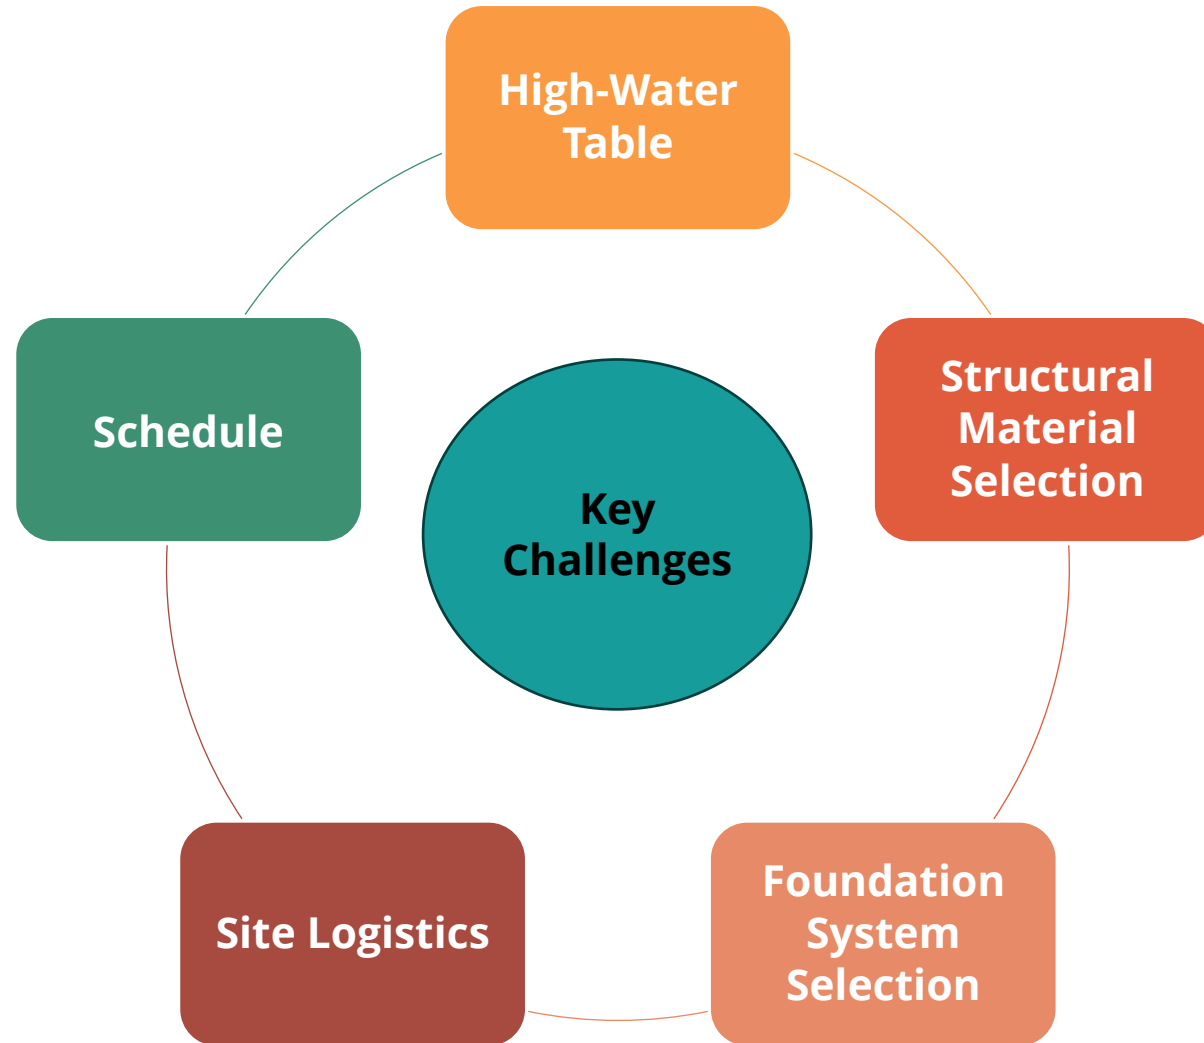 High-Water
Table
Structural
Material
Selection
Foundation
System
Selection
Site Logistics
Schedule
Key
Challenges